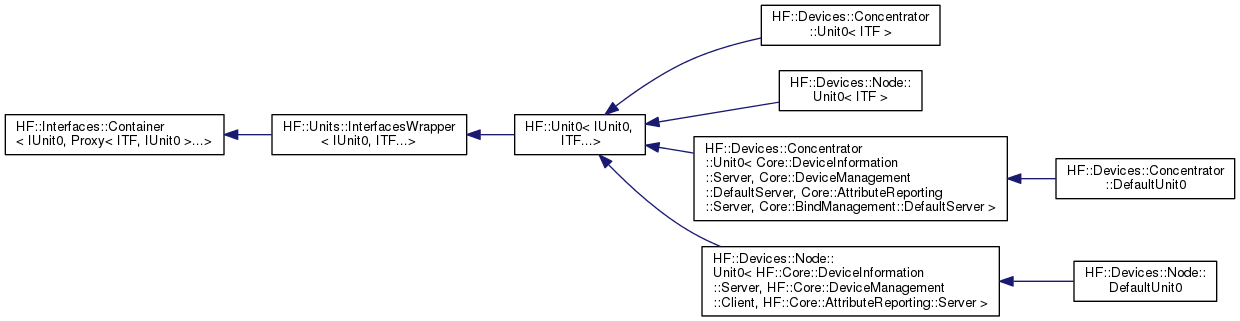 HF::Devices::Concentrator
::Unit0< ITF >
HF::Devices::Node::
Unit0< ITF >
HF::Interfaces::Container
< IUnit0, Proxy< ITF, IUnit0 >...>
HF::Units::InterfacesWrapper
< IUnit0, ITF...>
HF::Unit0< IUnit0,
ITF...>
HF::Devices::Concentrator
::Unit0< Core::DeviceInformation
::Server, Core::DeviceManagement
::DefaultServer, Core::AttributeReporting
::Server, Core::BindManagement::DefaultServer >
HF::Devices::Concentrator
::DefaultUnit0
HF::Devices::Node::
Unit0< HF::Core::DeviceInformation
::Server, HF::Core::DeviceManagement
::Client, HF::Core::AttributeReporting::Server >
HF::Devices::Node::
DefaultUnit0